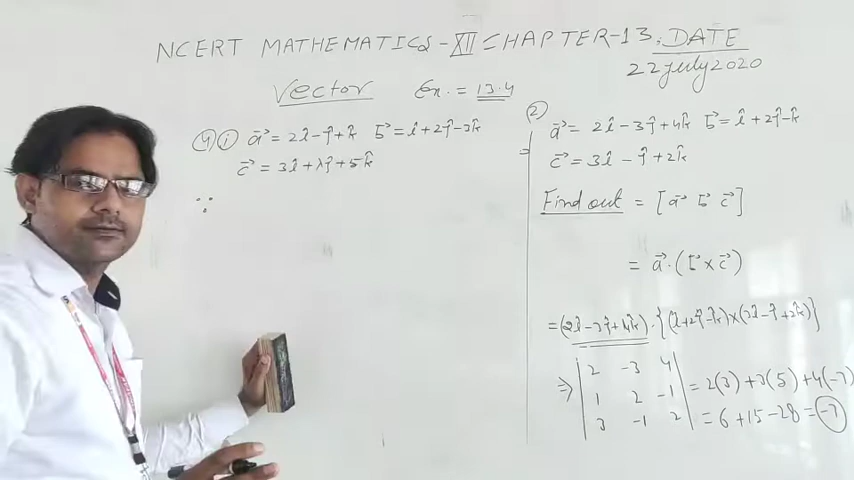 NCERT MATHEMATICS-XII CHAPTER-13. DATE
22 July 2020
Vector Ex. = 13.4
(4) (i) a⃗ = 2î-ĵ+k̂ b⃗ = î+2ĵ-3k̂
c⃗ = 3î+λĵ+5k̂
∵
(2)
a⃗ = 2î-3ĵ+4k̂ b⃗ = î+2ĵ-k̂
⇒ c⃗ = 3î-ĵ+2k̂
Find out = [a⃗ b⃗ c⃗]
= a⃗·(b⃗×c⃗)
=(2î-3ĵ+4k̂)·{(î+2ĵ-k̂)×(3î-ĵ+2k̂)}
⇒ | 2 -3 4 | = 2(3)+3(5)+4(-7)
| 1 2 -1 |
| 3 -1 2 | = 6+15-28=(-7)